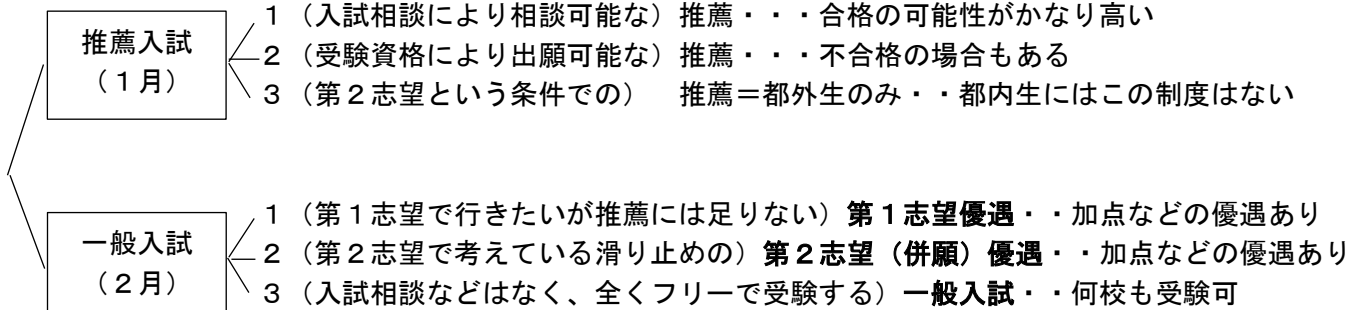 推薦入試
(1月)
1(入試相談により相談可能な)推薦・・・合格の可能性がかなり高い
2(受験資格により出願可能な)推薦・・・不合格の場合もある
3(第2志望という条件での) 推薦=都外生のみ・・都内生にはこの制度はない
一般入試
(2月)
1(第1志望で行きたいが推薦には足りない)第1志望優遇・・加点などの優遇あり
2(第2志望で考えている滑り止めの)第2志望(併願)優遇・・加点などの優遇あり
3(入試相談などはなく、全くフリーで受験する)一般入試・・何校も受験可